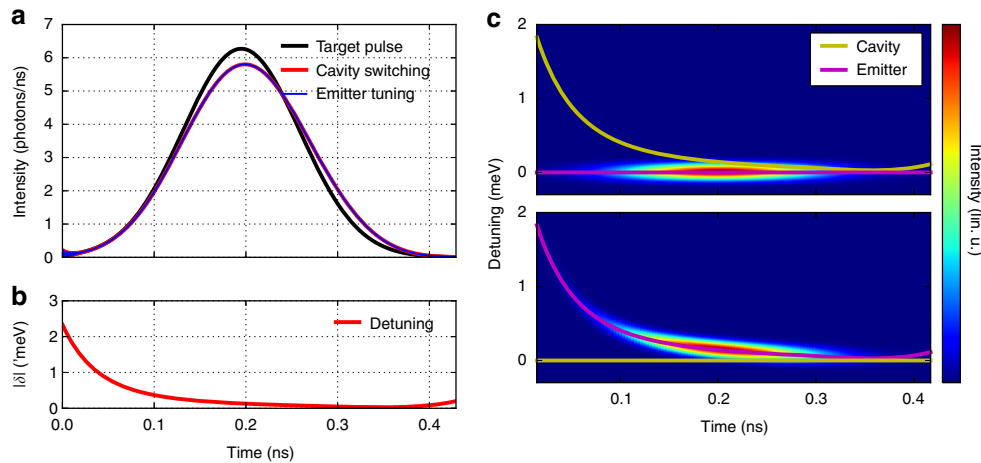 a
7
6
5
4
3
2
1
0
Intensity (photons/ns)
Target pulse
Cavity switching
Emitter tuning
b
3
2
1
0
|δ| (’meV)
Detuning
0.0 0.1 0.2 0.3 0.4
Time (ns)
c
2
1
0
Cavity
Emitter
Detuning (meV)
2
1
0
0.1 0.2 0.3 0.4
Time (ns)
Intensity (lin. u.)